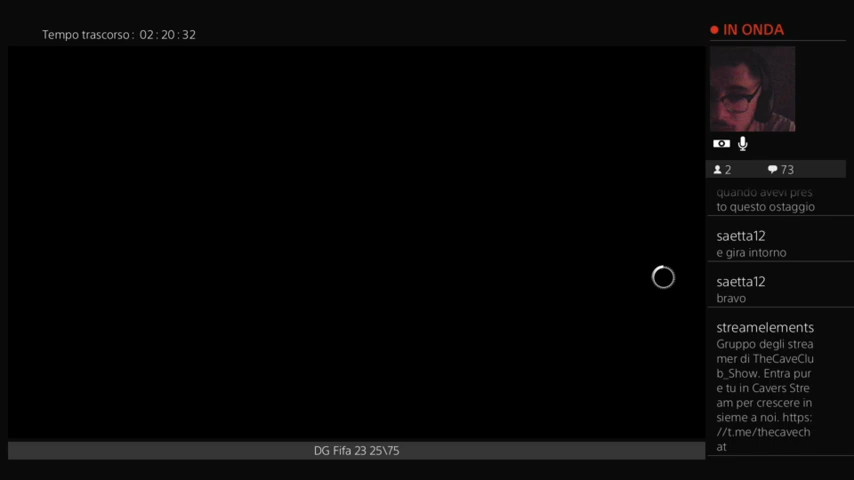 Tempo trascorso: 02:20:32
IN ONDA
2 73
quando avevi pres
to questo ostaggio
saetta12
e gira intorno
saetta12
bravo
streamelements
Gruppo degli strea
mer di TheCaveClu
b_Show. Entra pur
e tu in Cavers Stre
am per crescere in
sieme a noi. https:
//t.me/thecavech
at
DG Fifa 23 25\75